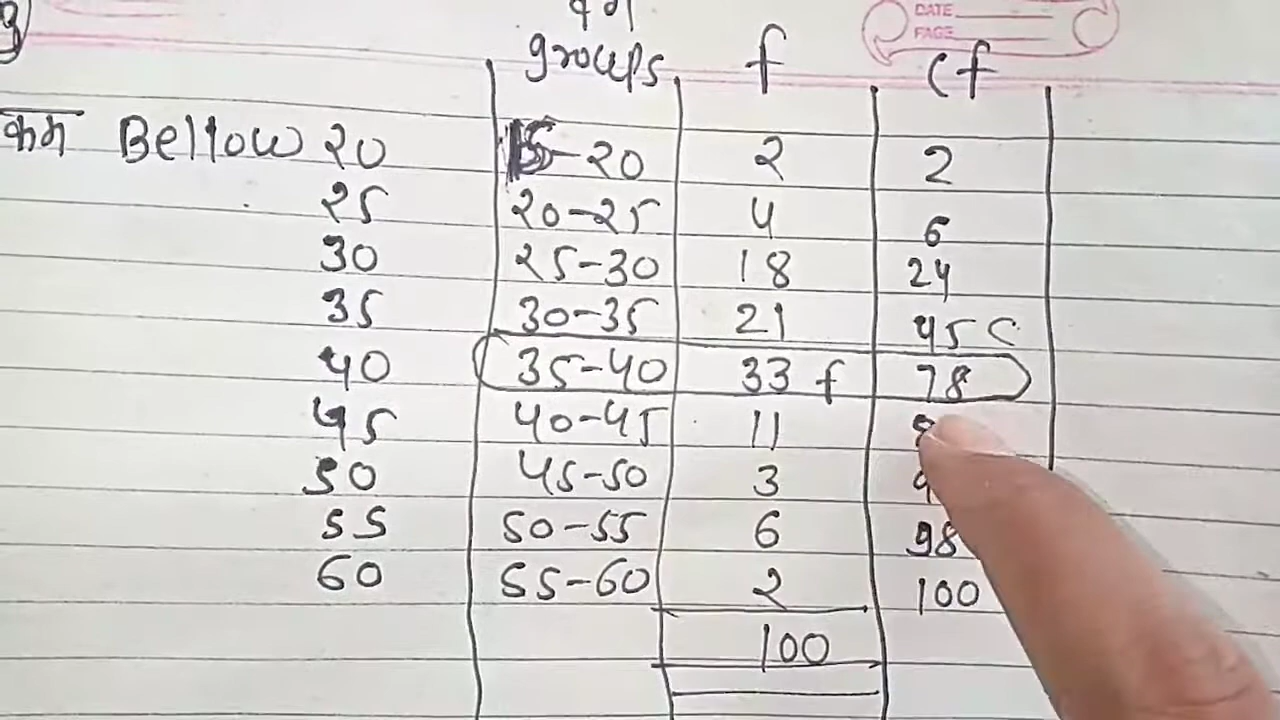 DATE
PAGE
groups f cf
कम Bellow 20 15-20 2 2
25 20-25 4 6
30 25-30 18 24
35 30-35 21 45 C
40 35-40 33 f 78
45 40-45 11
45-50 3
50 50-55 6 98
55 55-60 2 100
60
100